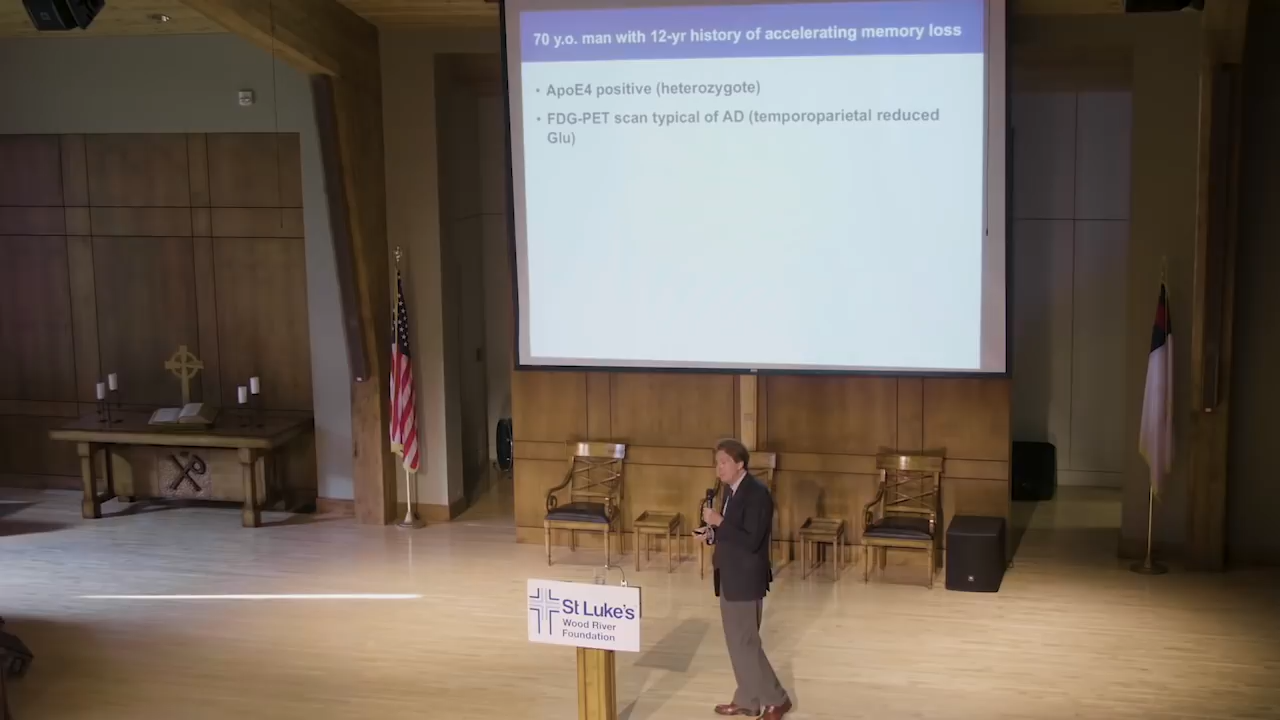 70 y.o. man with 12-yr history of accelerating memory loss
• ApoE4 positive (heterozygote)
• FDG-PET scan typical of AD (temporoparietal reduced
Glu)
St Luke's
Wood River
Foundation